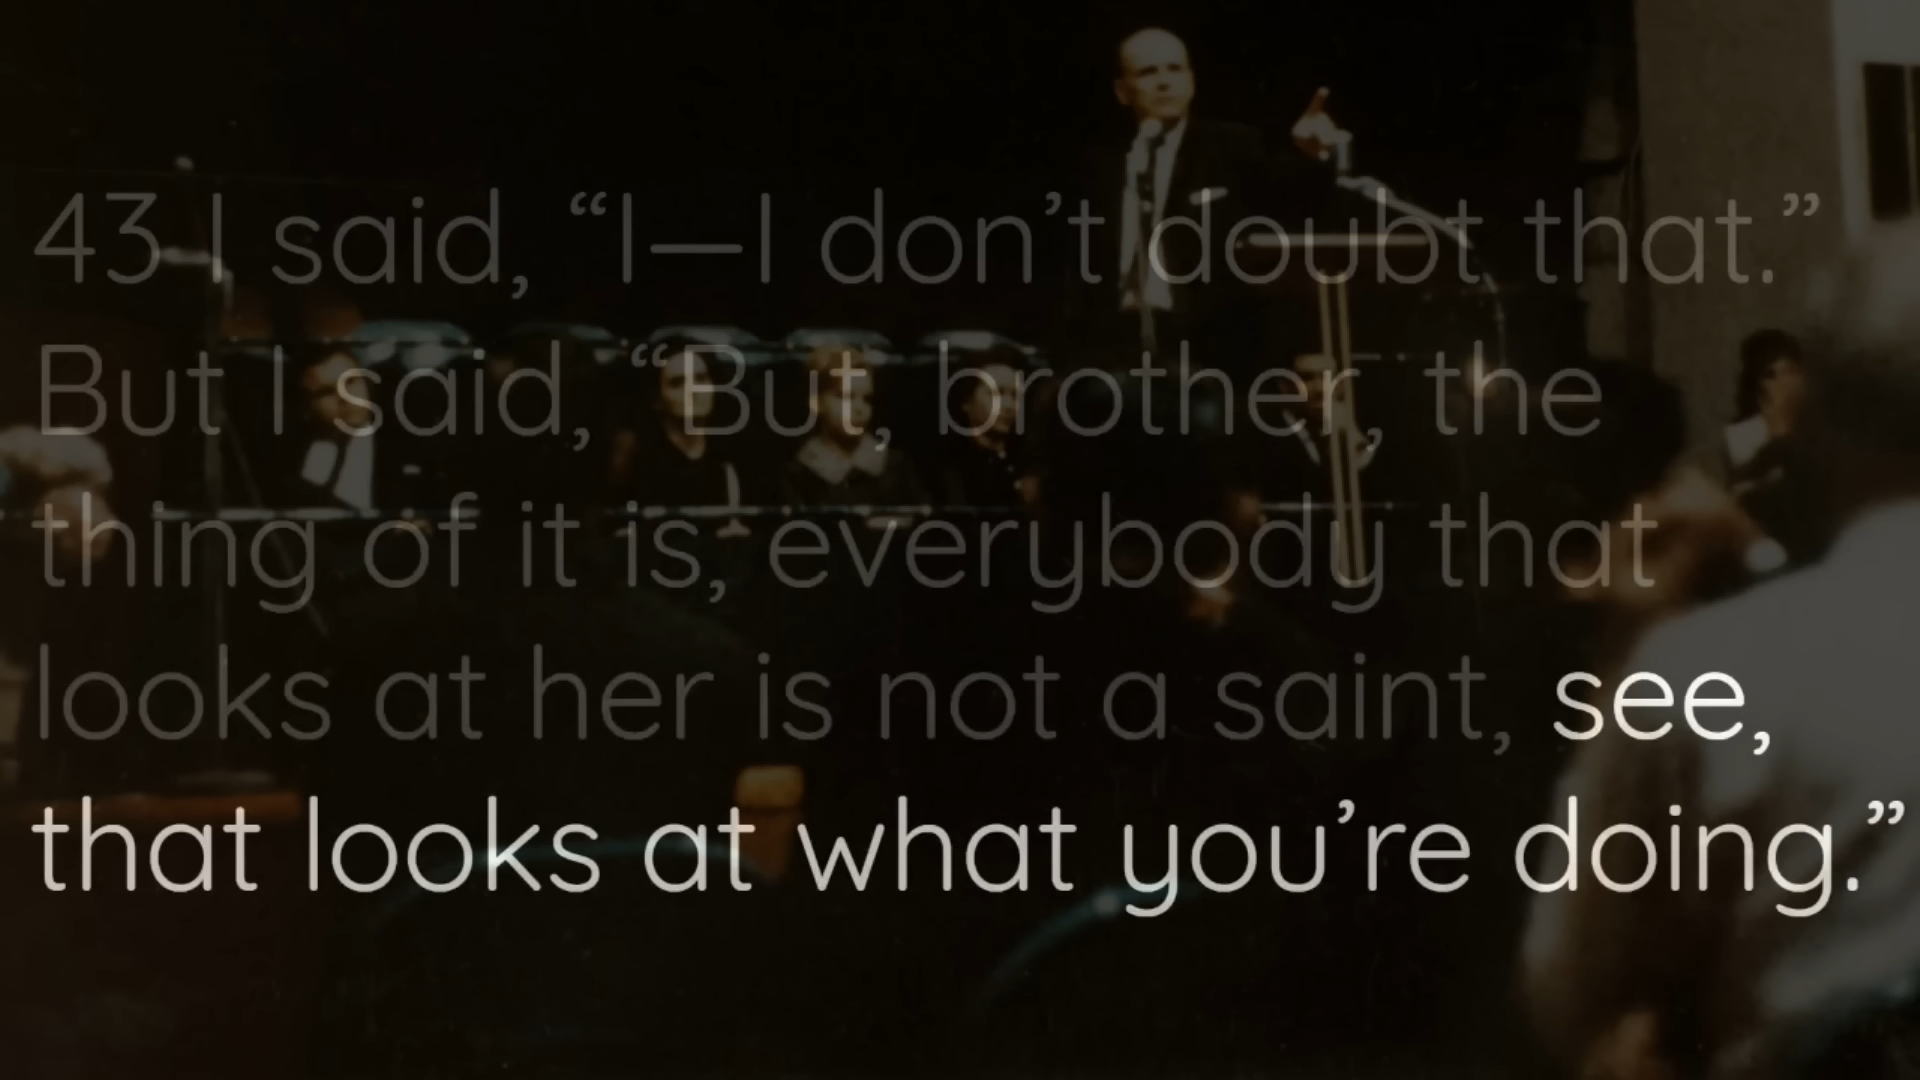 43 I said, “I—I don’t doubt that.”
But I said, “But, brother, the
thing of it is, everybody that
looks at her is not a saint, see,
that looks at what you’re doing.”